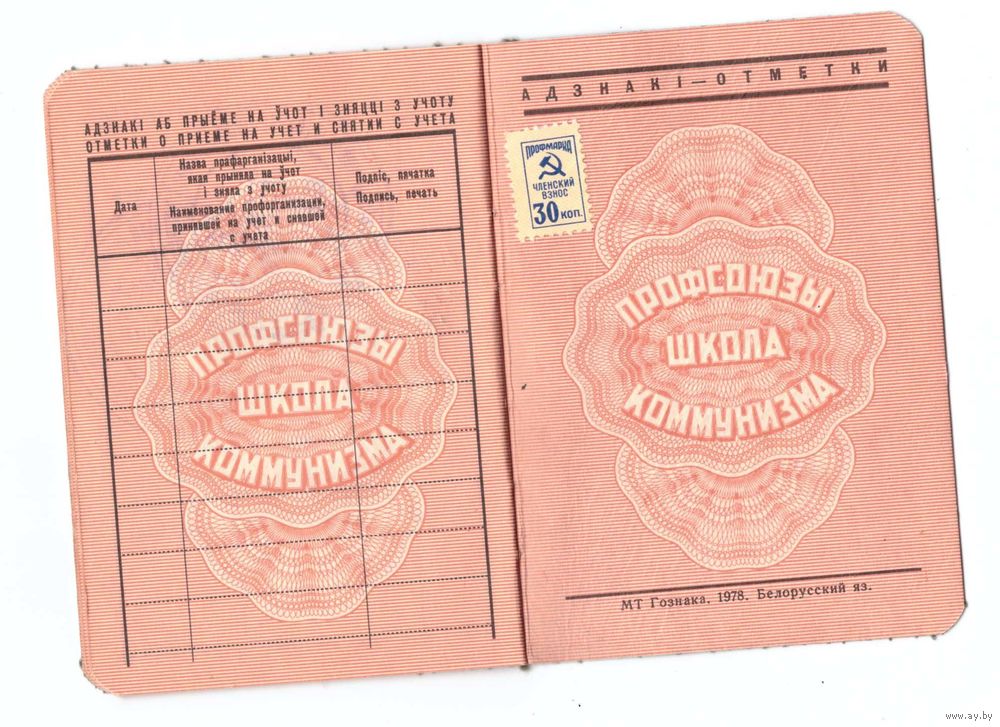 АДЗНАКІ АБ ПРЫЁМЕ НА ЎЧОТ І ЗНЯЦЦІ З УЧОТУ
ОТМЕТКИ О ПРИЕМЕ НА УЧЕТ И СНЯТИИ С УЧЕТА
Дата
Назва прафарганізацыі,
якая прыняла на ўчот
і зняла з учоту
Наименование профорганизации,
принявшей на учет и снявшей
с учета
Подпіс, пячатка
Подпись, печать
ПРОФСОЮЗЫ
ШКОЛА
КОММУНИЗМА
АДЗНАКІ—ОТМЕТКИ
ПРОФМАРКА
ЧЛЕНСКИЙ
ВЗНОС
30 КОП.
ПРОФСОЮЗЫ
ШКОЛА
КОММУНИЗМА
МТ Гознака. 1978. Белорусский яз.
www.ay.by